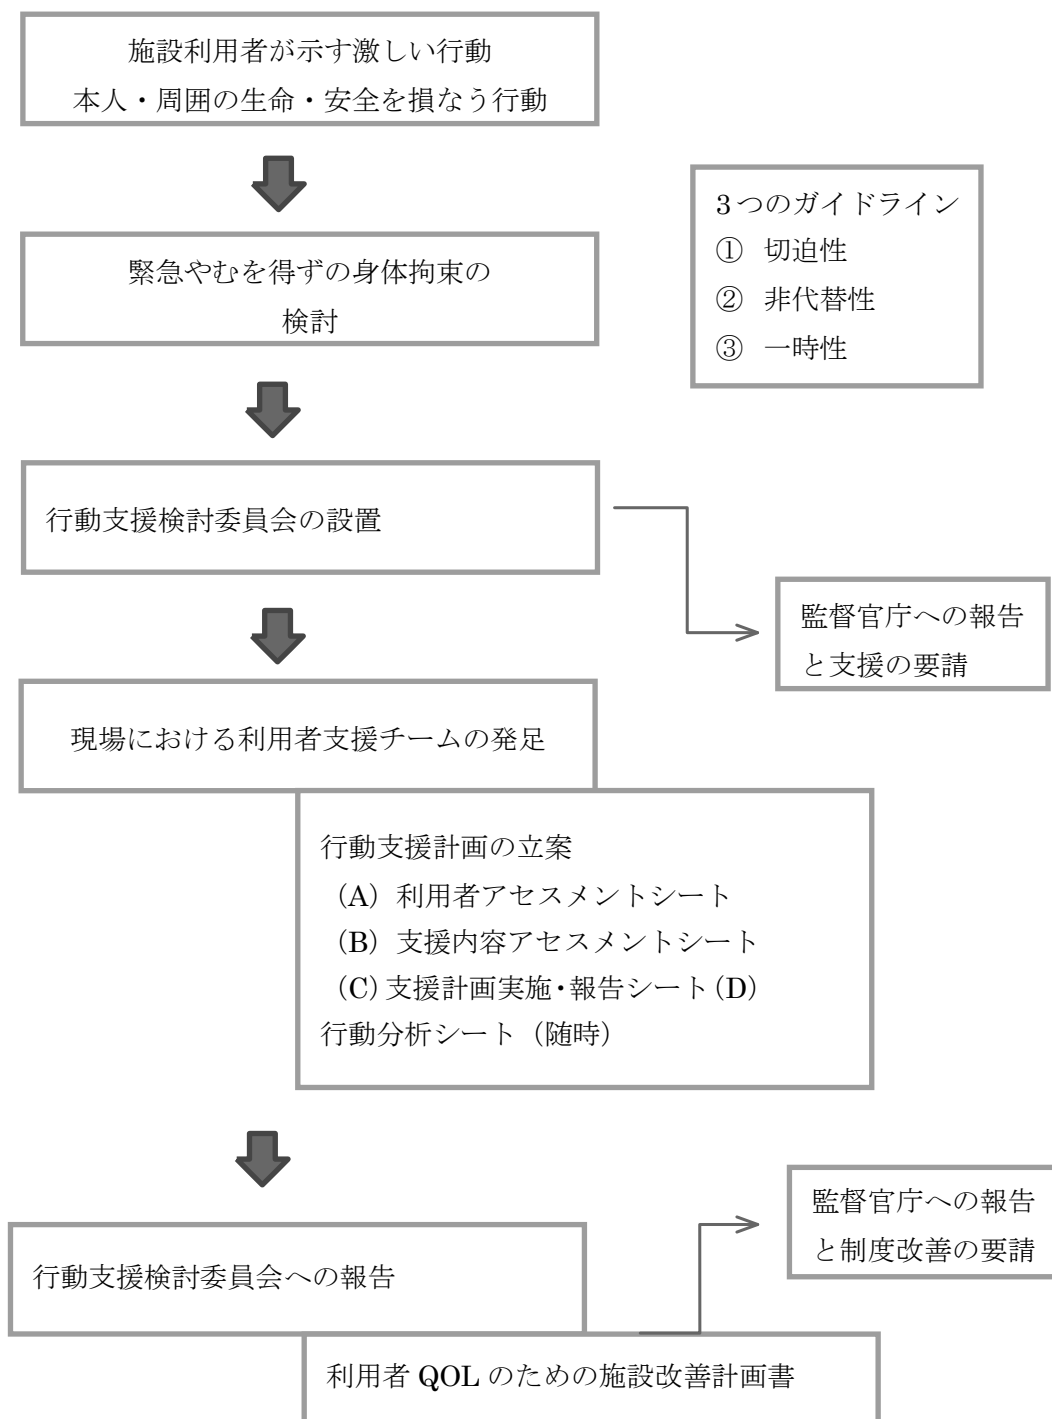 施設利用者が示す激しい行動
本人・周囲の生命・安全を損なう行動
緊急やむを得ずの身体拘束の
検討
3つのガイドライン
① 切迫性
② 非代替性
③ 一時性
行動支援検討委員会の設置
監督官庁への報告
と支援の要請
現場における利用者支援チームの発足
行動支援計画の立案
（A）利用者アセスメントシート
（B）支援内容アセスメントシート
（C）支援計画実施・報告シート（D）
行動分析シート（随時）
監督官庁への報告
と制度改善の要請
行動支援検討委員会への報告
利用者 QOL のための施設改善計画書